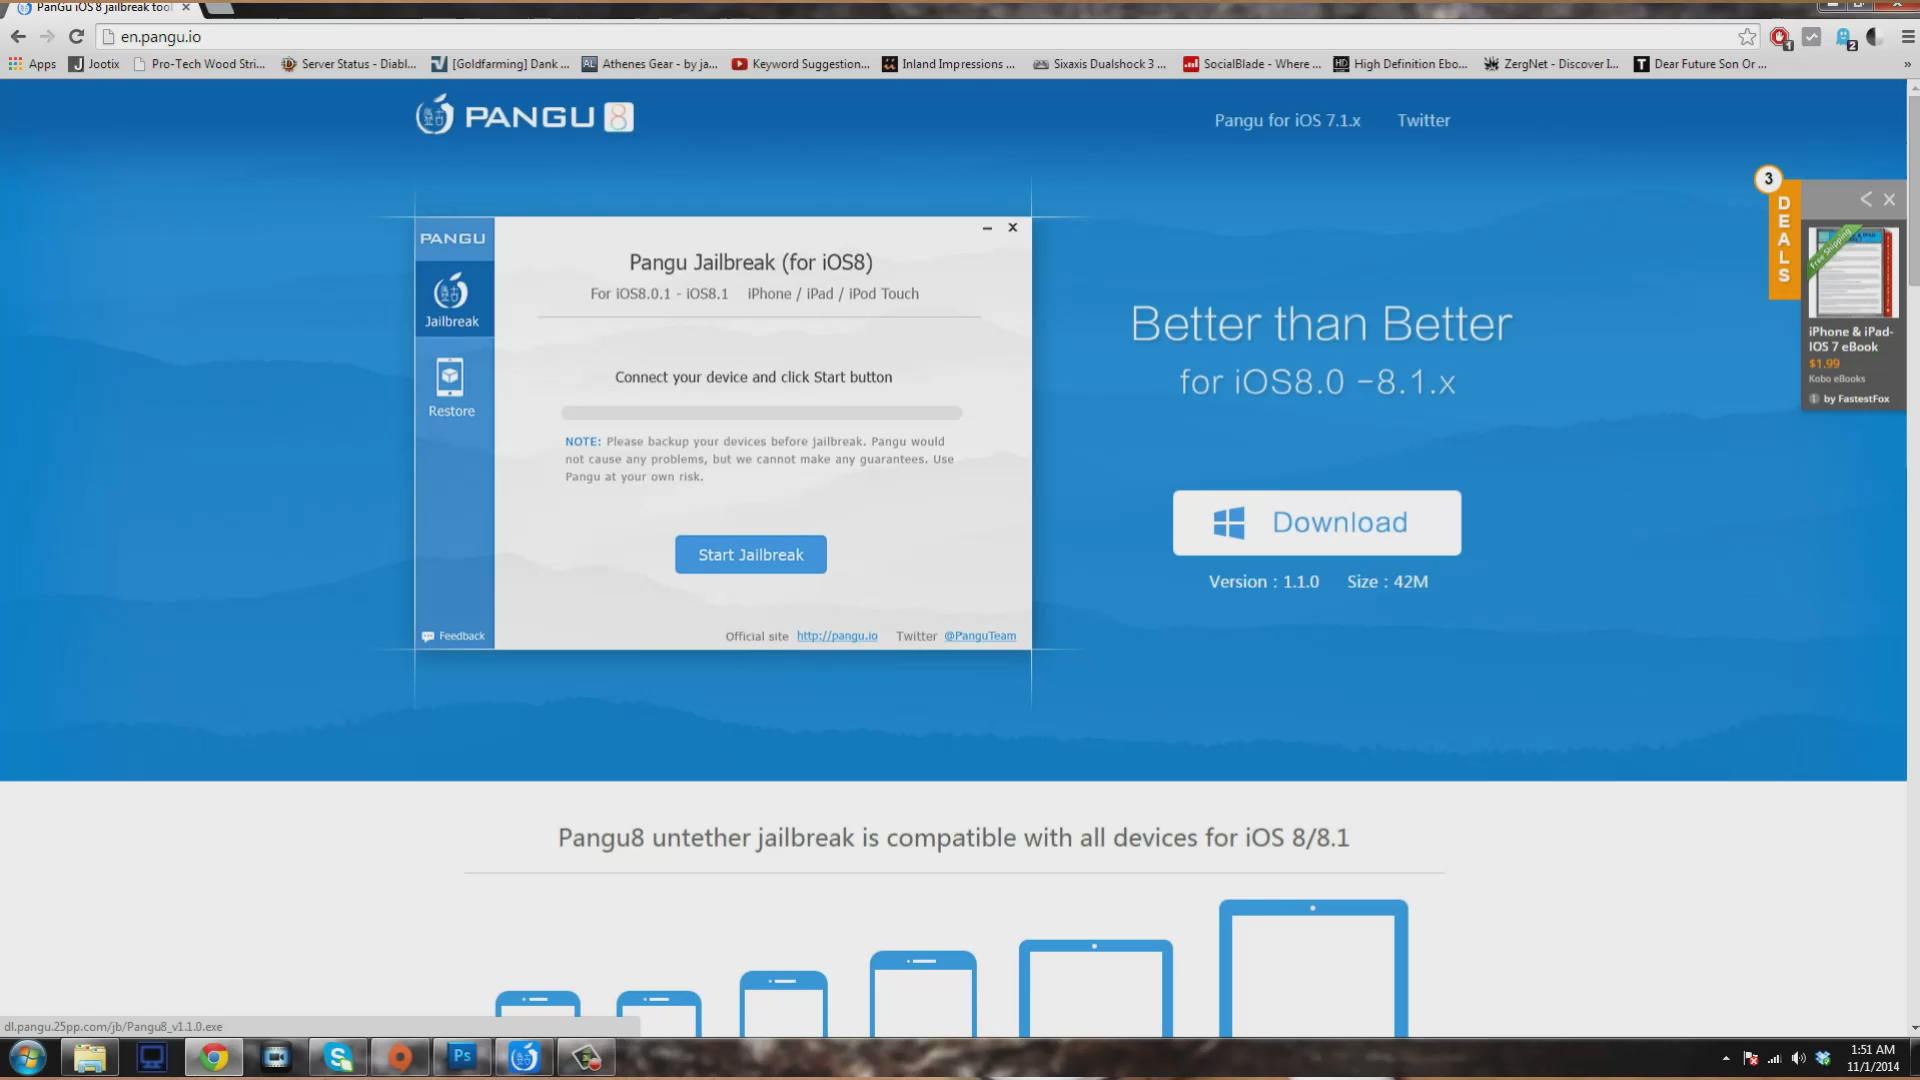 PanGu iOS 8 jailbreak tool
en.pangu.io
Apps
Jootix
Pro-Tech Wood Stri...
Server Status - Diabl...
[Goldfarming] Dank ...
Athenes Gear - by ja...
Keyword Suggestion...
Inland Impressions ...
Sixaxis Dualshock 3 ...
SocialBlade - Where ...
High Definition Ebo...
ZergNet - Discover I...
Dear Future Son Or ...
PANGU 8
Pangu for iOS 7.1.x
Twitter
3
DEALS
Free Shipping
iPhone & iPad-
IOS 7 eBook
$1.99
Kobo eBooks
by FastestFox
PANGU
Jailbreak
Restore
Feedback
Pangu Jailbreak (for iOS8)
For iOS8.0.1 - iOS8.1 iPhone / iPad / iPod Touch
Connect your device and click Start button
NOTE: Please backup your devices before jailbreak. Pangu would
not cause any problems, but we cannot make any guarantees. Use
Pangu at your own risk.
Start Jailbreak
Official site http://pangu.io Twitter @PanguTeam
Better than Better
for iOS8.0 -8.1.x
Download
Version : 1.1.0 Size : 42M
Pangu8 untether jailbreak is compatible with all devices for iOS 8/8.1
dl.pangu.25pp.com/jb/Pangu8_v1.1.0.exe
Ps
1:51 AM
11/1/2014